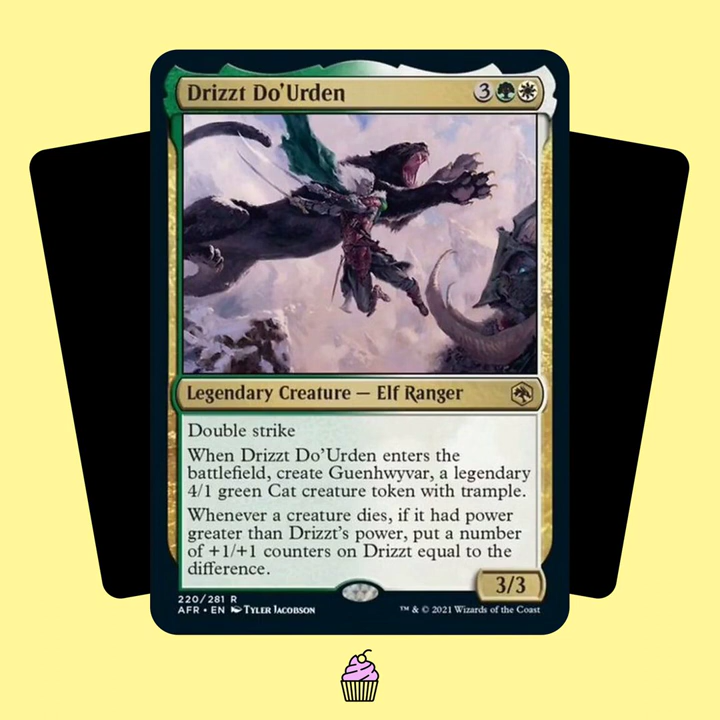 Drizzt Do'Urden 3
Legendary Creature — Elf Ranger
Double strike
When Drizzt Do'Urden enters the
battlefield, create Guenhwyvar, a legendary
4/1 green Cat creature token with trample.
Whenever a creature dies, if it had power
greater than Drizzt's power, put a number
of +1/+1 counters on Drizzt equal to the
difference.
3/3
220/281 R
AFR • EN Tyler Jacobson ™ & © 2021 Wizards of the Coast